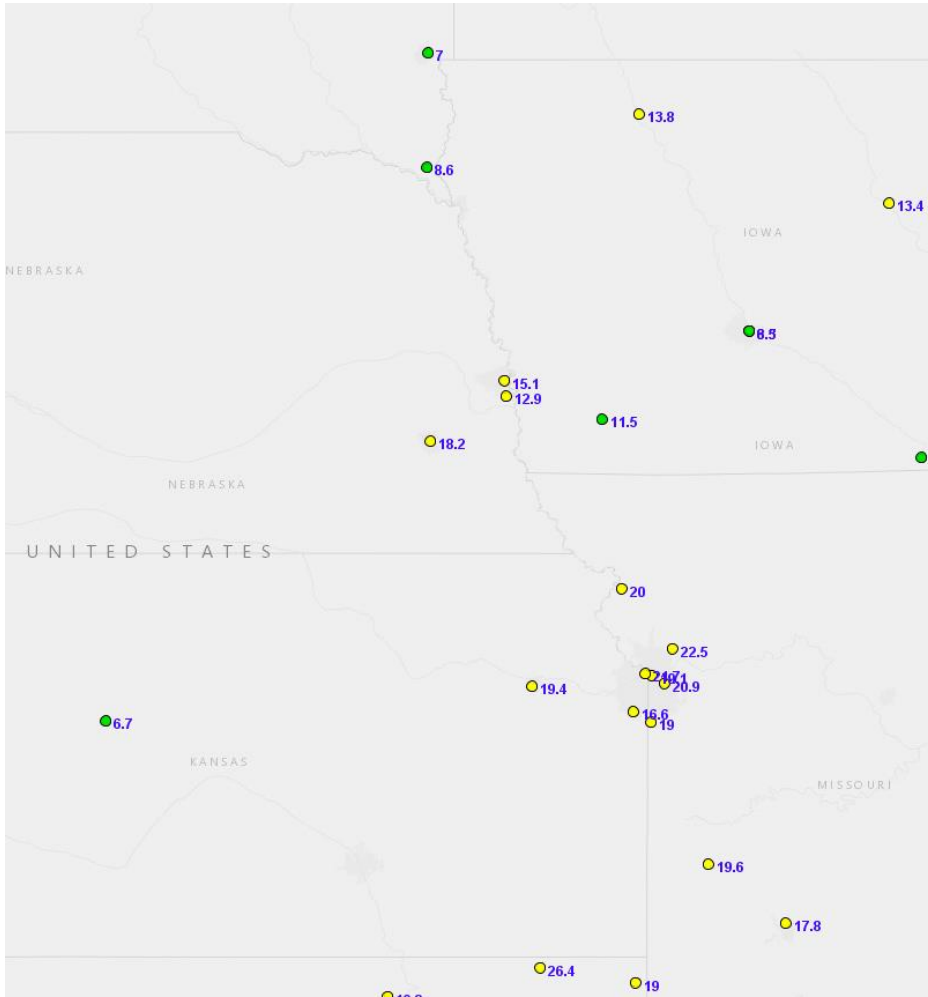 7
13.8
8.6
13.4
IOWA
NEBRASKA
15.1
12.9
11.5
18.2
IOWA
NEBRASKA
UNITED STATES
20
22.5
20.9
19.4
16.6
19
6.7
KANSAS
MISSOURI
19.6
17.8
26.4
19